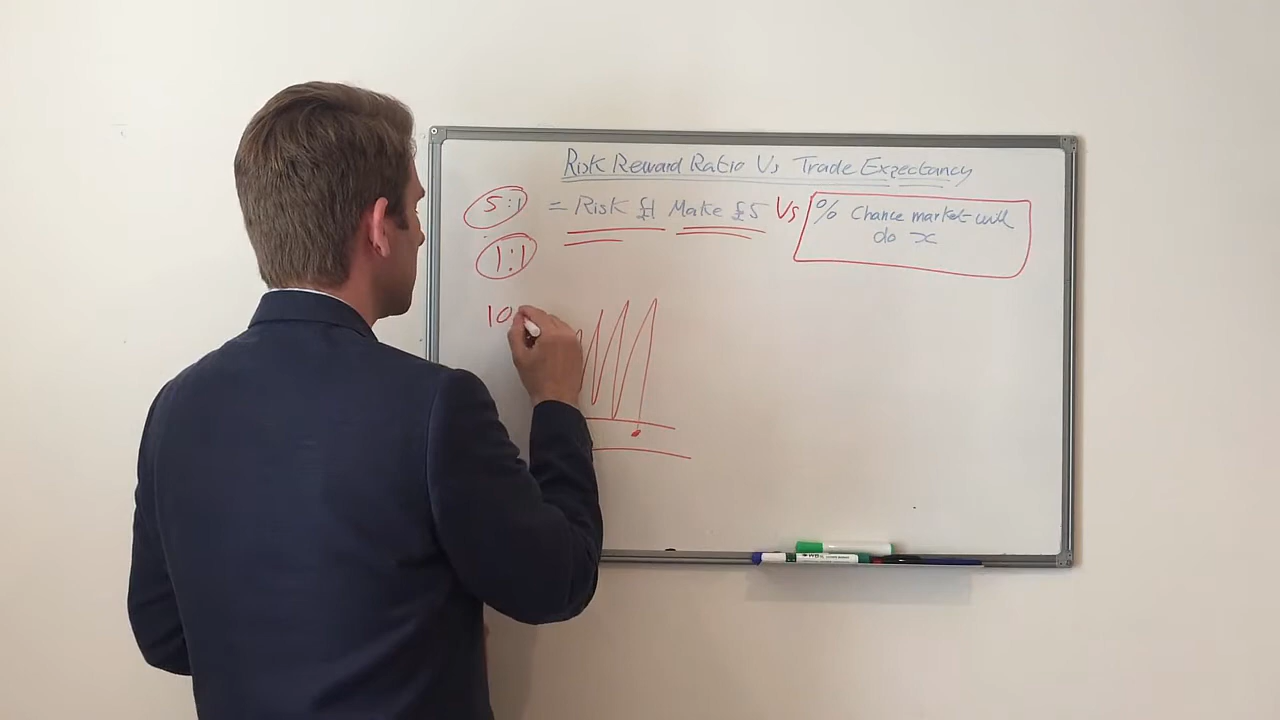 Risk Reward Ratio Vs Trade Expectancy
5:1 = Risk £1 Make £5 Vs % Chance market will
do x
1:1
10